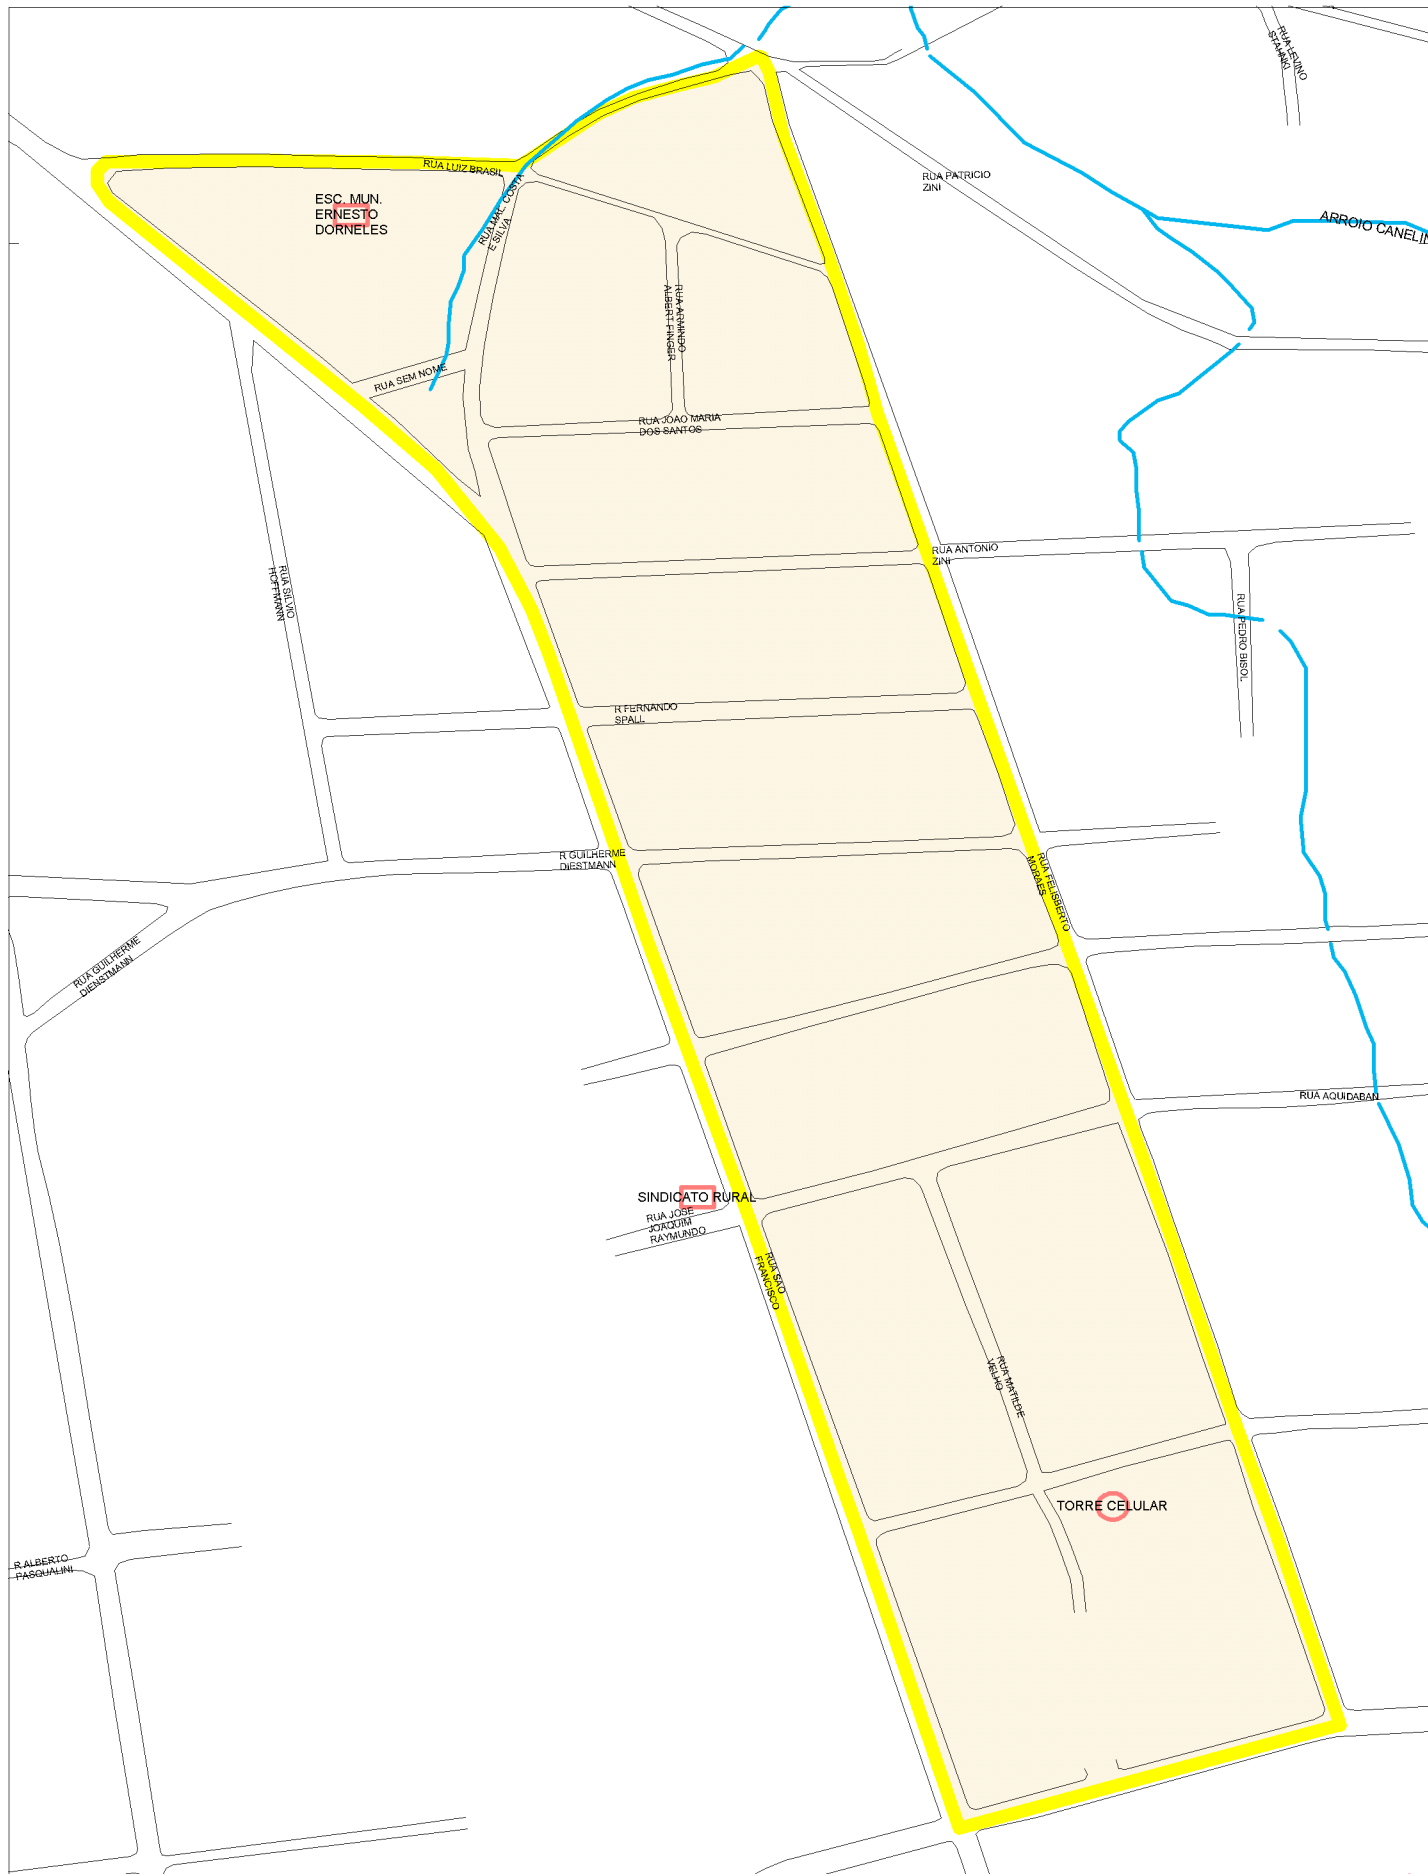 RUA LEVINO
STAHNKI
RUA LUIZ BRASIL
RUA PATRICIO
ZINI
ESC. MUN.
ERNESTO
DORNELES
RUA MAL. COSTA
E SILVA
ARROIO CANELIN
RUA ARMINDO
ALBERT FINGER
RUA SEM NOME
RUA JOAO MARIA
DOS SANTOS
RUA ANTONIO
ZINI
RUA SILVIO
HOFFMANN
RUA PEDRO BISOL
R FERNANDO
SPALL
R GUILHERME
DIESTMANN
RUA FELISBERTO
MORAES
RUA GUILHERME
DIENSTMANN
RUA AQUIDABAN
SINDICATO RURAL
RUA JOSE
JOAQUIM
RAYMUNDO
RUA SAO
FRANCISCO
RUA MATILDE
VELHO
TORRE CELULAR
R ALBERTO
PASQUALINI